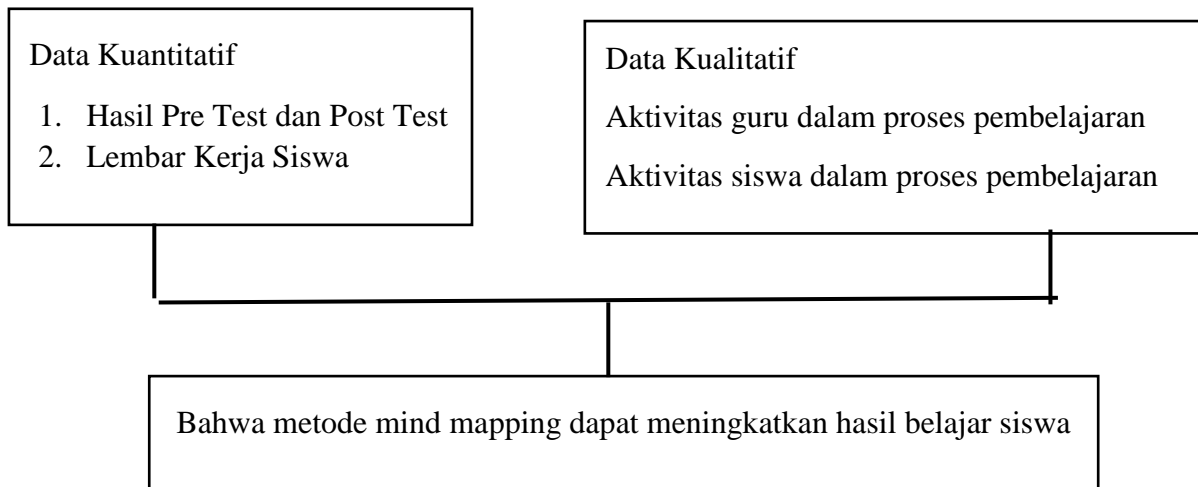 Data Kuantitatif
1. Hasil Pre Test dan Post Test
2. Lembar Kerja Siswa
Data Kualitatif
Aktivitas guru dalam proses pembelajaran
Aktivitas siswa dalam proses pembelajaran
Bahwa metode mind mapping dapat meningkatkan hasil belajar siswa